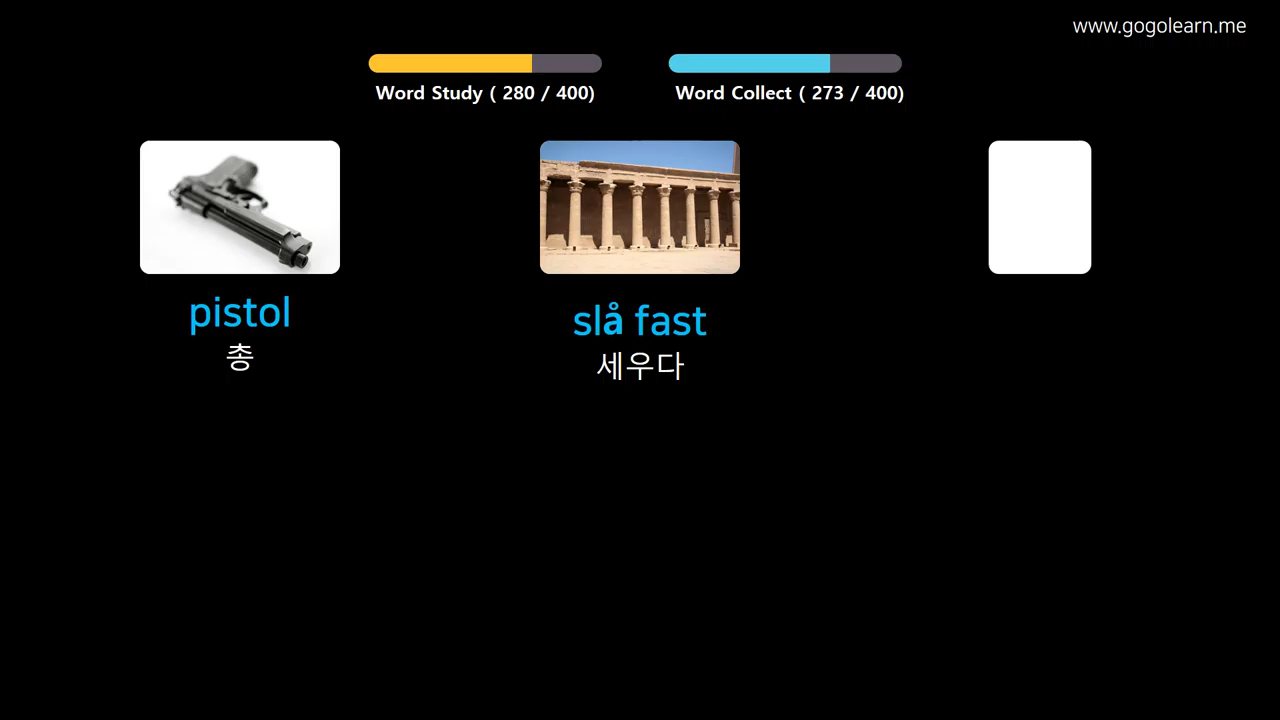 www.gogolearn.me
Word Study ( 280 / 400)
Word Collect ( 273 / 400)
pistol
총
slå fast
세우다